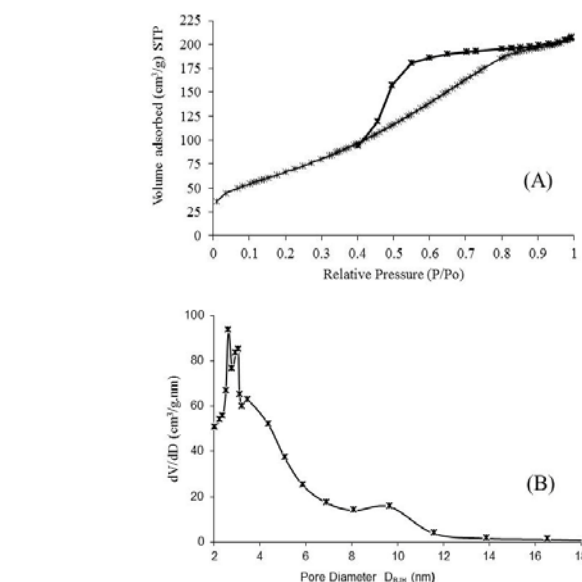 225
200
175
150
125
100
75
50
25
0
Volume adsorbed (cm³/g) STP
(A)
0 0.1 0.2 0.3 0.4 0.5 0.6 0.7 0.8 0.9 1
Relative Pressure (P/Po)
100
80
60
40
20
0
dV/dD (cm³/g.nm)
(B)
2 4 6 8 10 12 14 16 18
Pore Diameter D_BJH (nm)